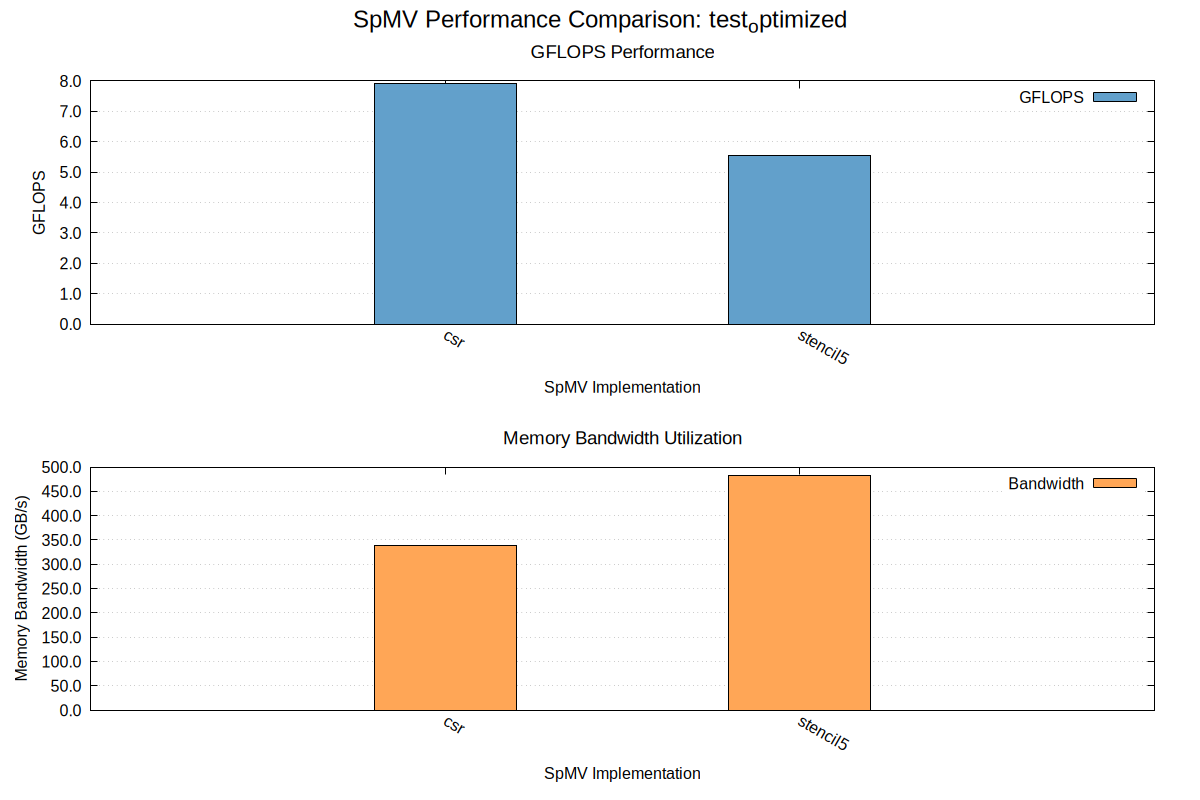 SpMV Performance Comparison: testoptimized
GFLOPS Performance
GFLOPS
8.0
7.0
6.0
5.0
4.0
3.0
2.0
1.0
0.0
GFLOPS
csr
stencil5
SpMV Implementation
Memory Bandwidth Utilization
Bandwidth
500.0
450.0
400.0
350.0
300.0
250.0
200.0
150.0
100.0
50.0
0.0
Memory Bandwidth (GB/s)
csr
stencil5
SpMV Implementation